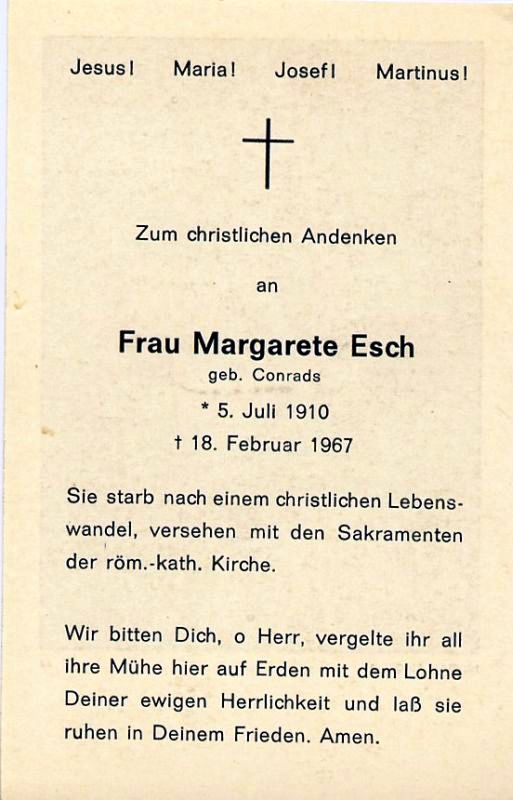 Jesus! Maria! Josef! Martinus!
Zum christlichen Andenken
an
Frau Margarete Esch
geb. Conrads
* 5. Juli 1910
† 18. Februar 1967
Sie starb nach einem christlichen Lebens-
wandel, versehen mit den Sakramenten
der röm.-kath. Kirche.
Wir bitten Dich, o Herr, vergelte ihr all
ihre Mühe hier auf Erden mit dem Lohne
Deiner ewigen Herrlichkeit und laß sie
ruhen in Deinem Frieden. Amen.